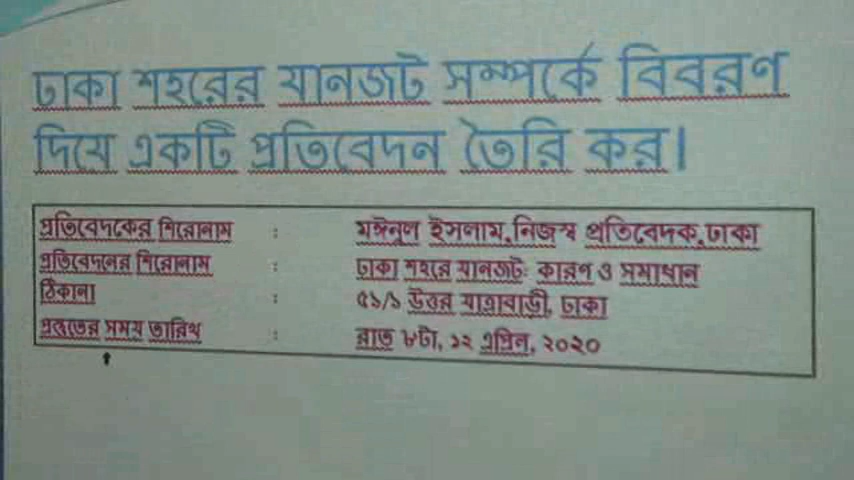 ঢাকা শহরের যানজট সম্পর্কে বিবরণ
দিয়ে একটি প্রতিবেদন তৈরি কর।
প্রতিবেদকের শিরোনাম : মঈনুল ইসলাম, নিজস্ব প্রতিবেদক, ঢাকা
প্রতিবেদনের শিরোনাম : ঢাকা শহরে যানজট: কারণ ও সমাধান
ঠিকানা : ৫১/১ উত্তর যাত্রাবাড়ী, ঢাকা
প্রস্তুতের সময় তারিখ : রাত ৮টা, ১২ এপ্রিল, ২০২০